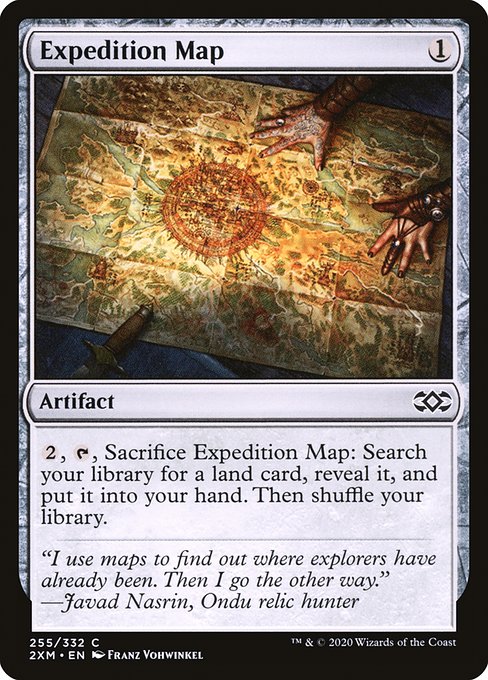 Expedition Map 1
Artifact
2, , Sacrifice Expedition Map: Search
your library for a land card, reveal it, and
put it into your hand. Then shuffle your
library.
“I use maps to find out where explorers have
already been. Then I go the other way.”
—Javad Nasrin, Ondu relic hunter
255/332 C
™ & © 2020 Wizards of the Coast
2XM • EN Franz Vohwinkel